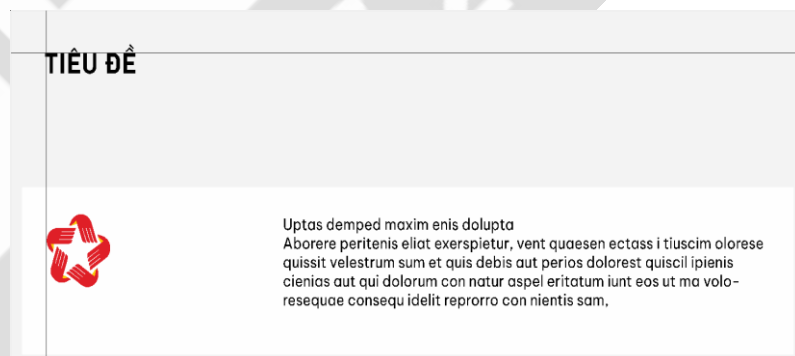 TIÊU ĐỀ
Uptas demped maxim enis dolupta
Aborere peritenis eliat exerspietur, vent quaesen ectass i tiuscim olorese
quissit velestrum sum et quis debis aut perios dolorest quiscil ipienis
cienias aut qui dolorum con natur aspel eritatum iunt eos ut ma volo-
resequae consequ idelit reprorro con nientis sam,